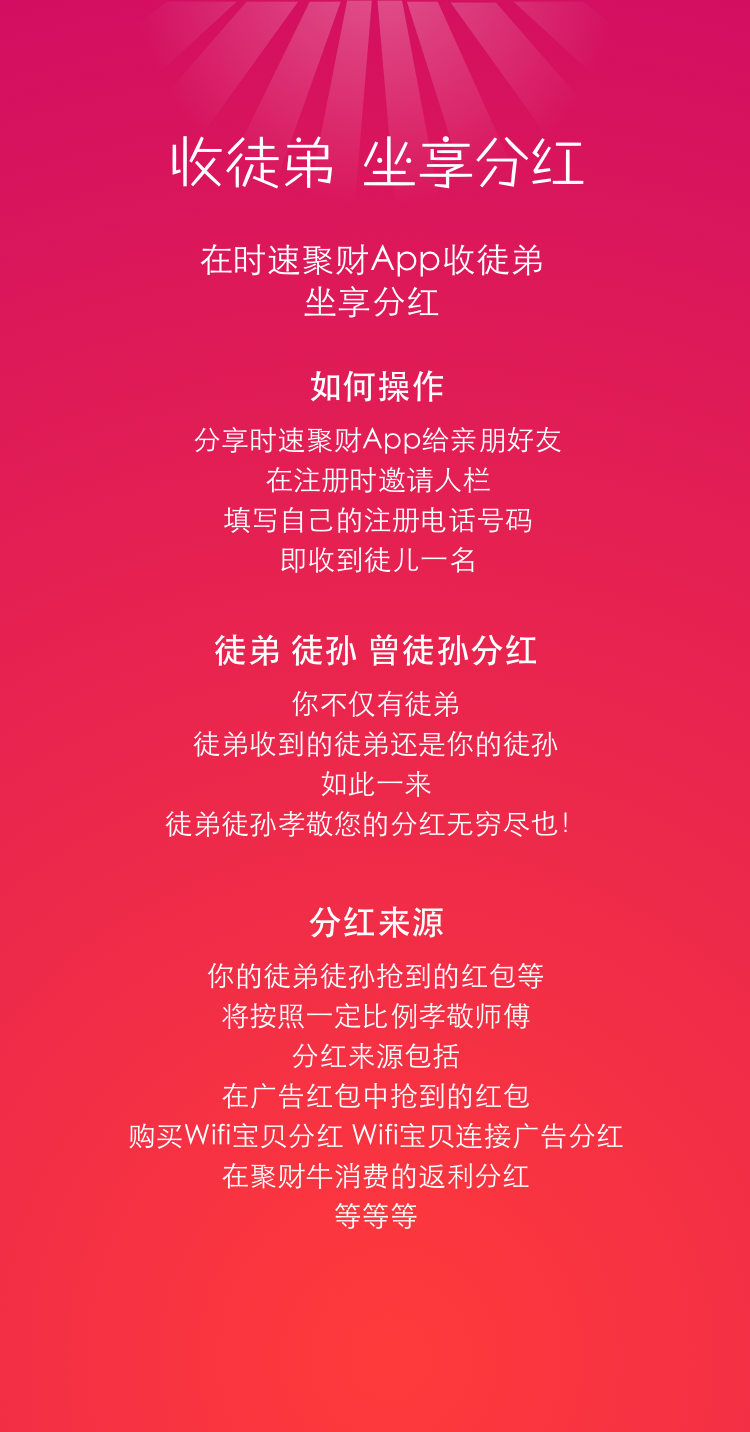 收徒弟 坐享分红
在时速聚财App收徒弟
坐享分红
如何操作
分享时速聚财App给亲朋好友
在注册时邀请人栏
填写自己的注册电话号码
即收到徒儿一名
徒弟 徒孙 曾徒孙分红
你不仅有徒弟
徒弟收到的徒弟还是你的徒孙
如此一来
徒弟徒孙孝敬您的分红无穷尽也！
分红来源
你的徒弟徒孙抢到的红包等
将按照一定比例孝敬师傅
分红来源包括
在广告红包中抢到的红包
购买Wifi宝贝分红 Wifi宝贝连接广告分红
在聚财牛消费的返利分红
等等等